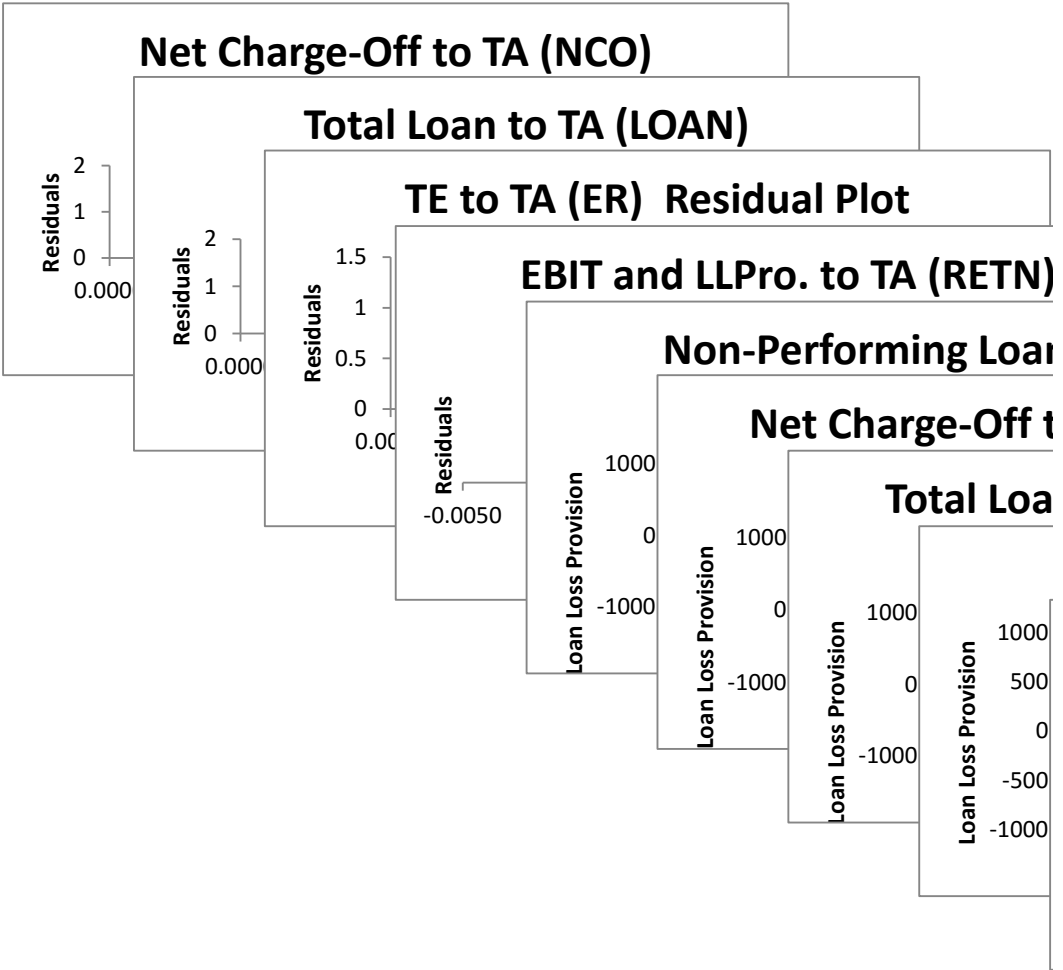 Net Charge-Off to TA (NCO)
Residuals
2
1
0
0.000
Total Loan to TA (LOAN)
Residuals
2
1
0
0.000
TE to TA (ER) Residual Plot
Residuals
1.5
1
0.5
0
0.00
EBIT and LLPro. to TA (RETN)
Residuals
-0.0050
Non-Performing Loan
Loan Loss Provision
1000
0
-1000
Net Charge-Off t
Loan Loss Provision
1000
0
-1000
Total Loa
Loan Loss Provision
1000
0
-1000
Loan Loss Provision
1000
500
0
-500
-1000